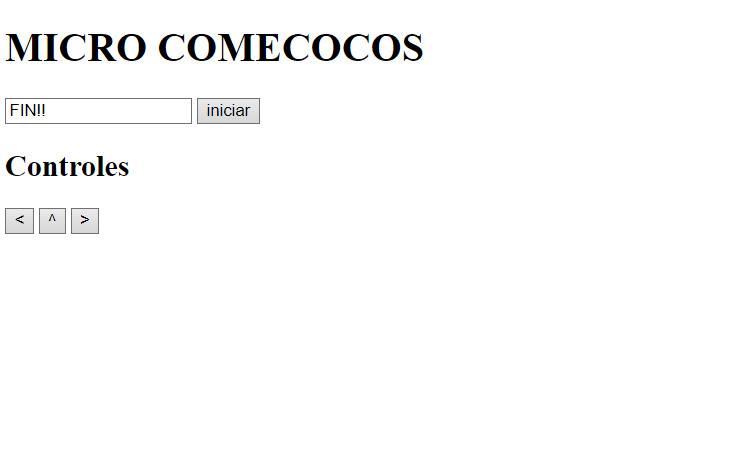 MICRO COMECOCOS
FIN!! iniciar
Controles
< ^ >